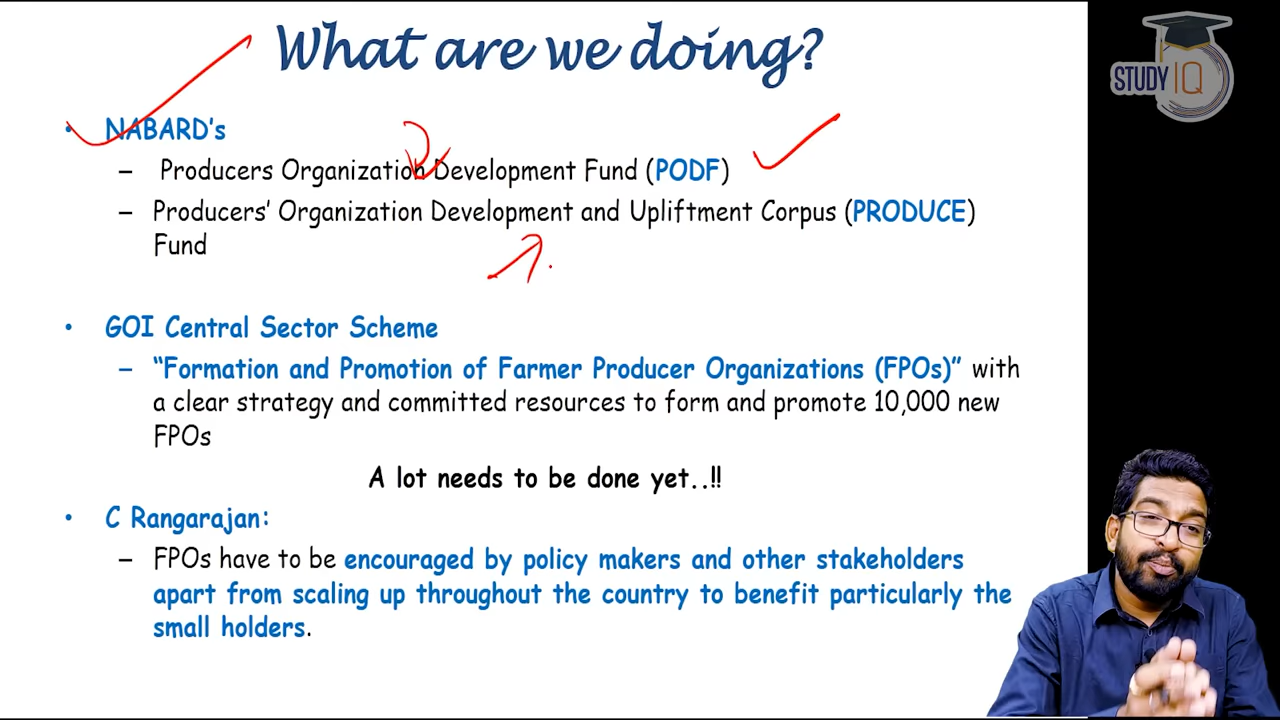 What are we doing?
STUDY IQ
• NABARD's
– Producers Organization Development Fund (PODF)
– Producers' Organization Development and Upliftment Corpus (PRODUCE)
Fund
• GOI Central Sector Scheme
– “Formation and Promotion of Farmer Producer Organizations (FPOs)” with
a clear strategy and committed resources to form and promote 10,000 new
FPOs
A lot needs to be done yet..!!
• C Rangarajan:
– FPOs have to be encouraged by policy makers and other stakeholders
apart from scaling up throughout the country to benefit particularly the
small holders.